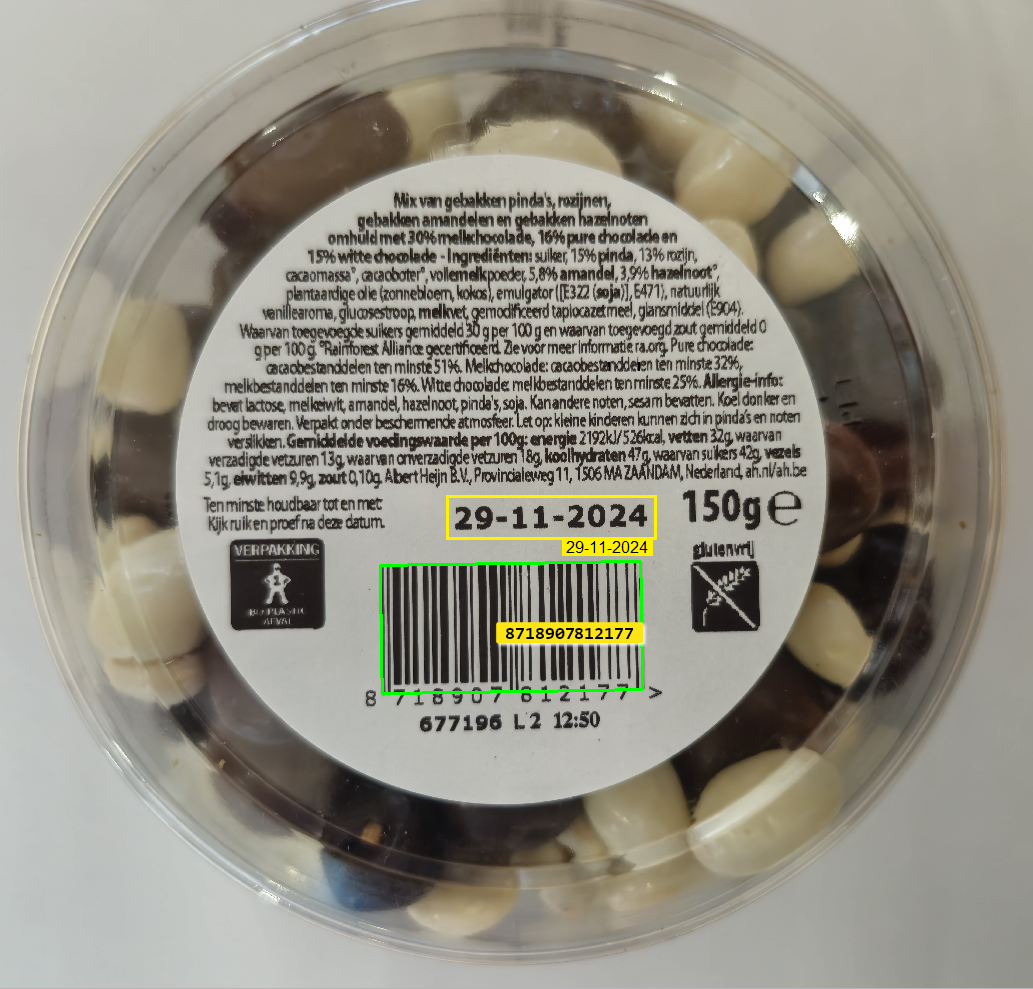 Mix van gebakken pinda's, rozijnen,
gebakken amandelen en gebakken hazelnoten
omhuld met 30% melkchocolade, 16% pure chocolade en
15% witte chocolade - Ingrediënten: suiker, 15% pinda, 13% rozijn,
cacaomassa°, cacaoboter°, volle melkpoeder, 5,8% amandel, 3,9% hazelnoot°,
plantaardige olie (zonnebloem, kokos), emulgator ([E322 (soja)], E471), natuurlijk
vanillearoma, glucosestroop, melkvet, gemodificeerd tapiocazetmeel, glansmiddel (E904).
Waarvan toegevoegde suikers gemiddeld 30 g per 100 g en waarvan toegevoegd zout gemiddeld 0
g per 100 g. °Rainforest Alliance gecertificeerd. Zie voor meer informatie ra.org. Pure chocolade:
cacaobestanddelen ten minste 51%. Melkchocolade: cacaobestanddelen ten minste 32%,
melkbestanddelen ten minste 16%. Witte chocolade: melkbestanddelen ten minste 25%. Allergie-info:
bevat lactose, melkeiwit, amandel, hazelnoot, pinda's, soja. Kan andere noten, sesam bevatten. Koel donker en
droog bewaren. Verpakt onder beschermende atmosfeer. Let op: kleine kinderen kunnen zich in pinda's en noten
verslikken. Gemiddelde voedingswaarde per 100g: energie 2192kJ/526kcal, vetten 32g, waarvan
verzadigde vetzuren 13g, waarvan onverzadigde vetzuren 18g, koolhydraten 47g, waarvan suikers 42g, vezels
5,1g, eiwitten 9,9g, zout 0,10g. Albert Heijn B.V., Provincialeweg 11, 1506 MA ZAANDAM, Nederland, ah.nl/ah.be
Ten minste houdbaar tot en met:
Kijk ruik en proef na deze datum.
29-11-2024
150g e
29-11-2024
VERPAKKING
1
PLASTIC
AFVAL
glutenvrij
8718907812177
8 718907 812177 >
677196 L 2 12:50